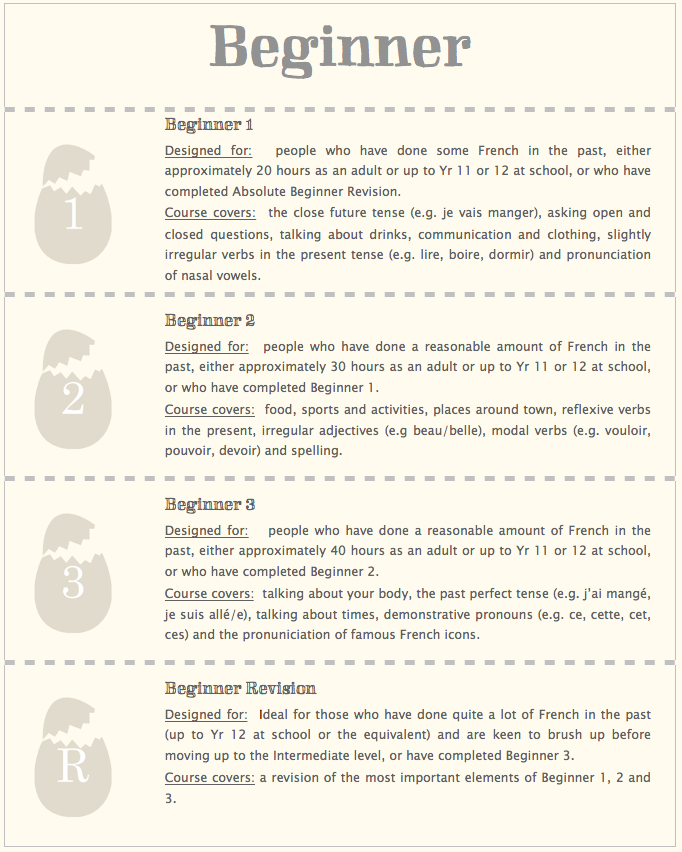 Beginner
Beginner 1
Designed for: people who have done some French in the past, either
approximately 20 hours as an adult or up to Yr 11 or 12 at school, or who have
completed Absolute Beginner Revision.
1
Course covers: the close future tense (e.g. je vais manger), asking open and
closed questions, talking about drinks, communication and clothing, slightly
irregular verbs in the present tense (e.g. lire, boire, dormir) and pronunciation
of nasal vowels.
Beginner 2
Designed for: people who have done a reasonable amount of French in the
past, either approximately 30 hours as an adult or up to Yr 11 or 12 at school,
or who have completed Beginner 1.
2
Course covers: food, sports and activities, places around town, reflexive verbs
in the present, irregular adjectives (e.g beau/belle), modal verbs (e.g. vouloir,
pouvoir, devoir) and spelling.
Beginner 3
Designed for: people who have done a reasonable amount of French in the
past, either approximately 40 hours as an adult or up to Yr 11 or 12 at school,
or who have completed Beginner 2.
3
Course covers: talking about your body, the past perfect tense (e.g. j'ai mangé,
je suis allé/e), talking about times, demonstrative pronouns (e.g. ce, cette, cet,
ces) and the pronuniciation of famous French icons.
Beginner Revision
Designed for: Ideal for those who have done quite a lot of French in the past
(up to Yr 12 at school or the equivalent) and are keen to brush up before
moving up to the Intermediate level, or have completed Beginner 3.
R
Course covers: a revision of the most important elements of Beginner 1, 2 and
3.